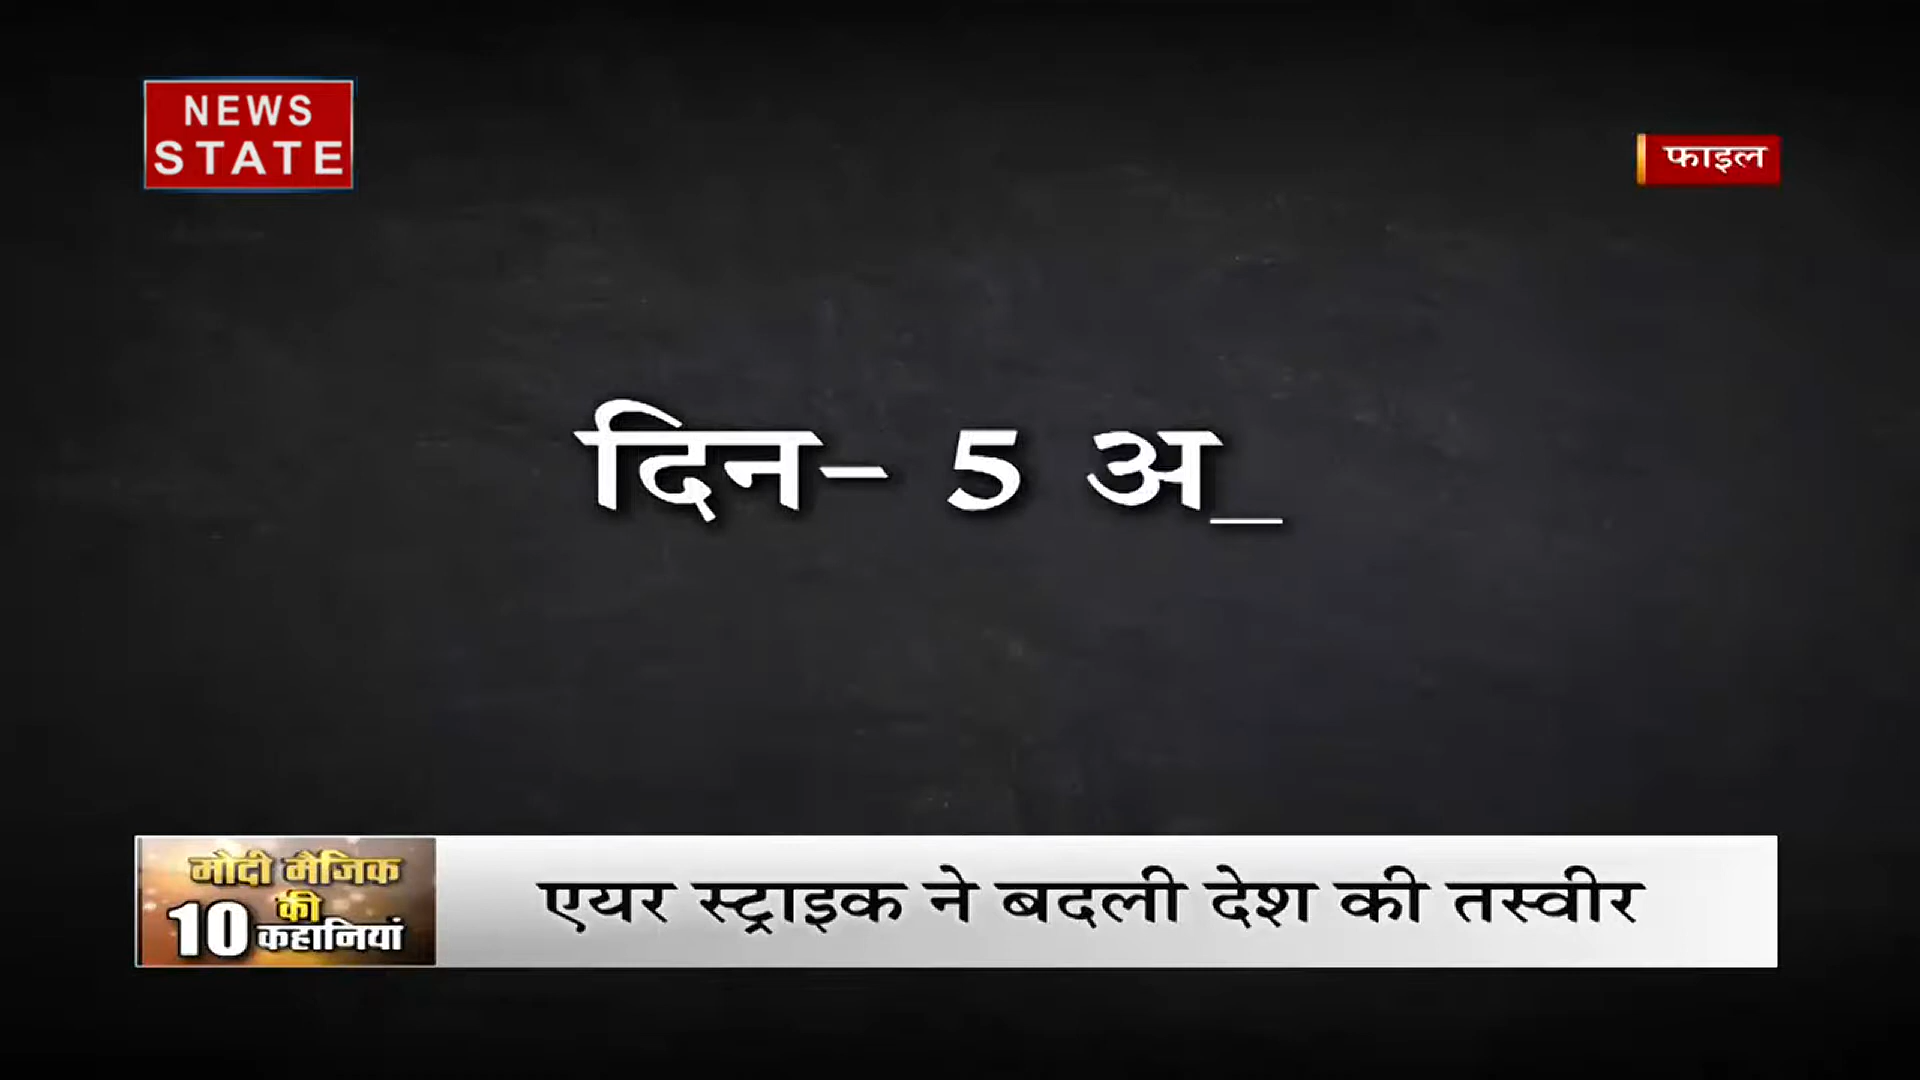 NEWS
STATE
फाइल
दिन- 5 अ_
मोदी मैजिक
की
10 कहानियां
एयर स्ट्राइक ने बदली देश की तस्वीर